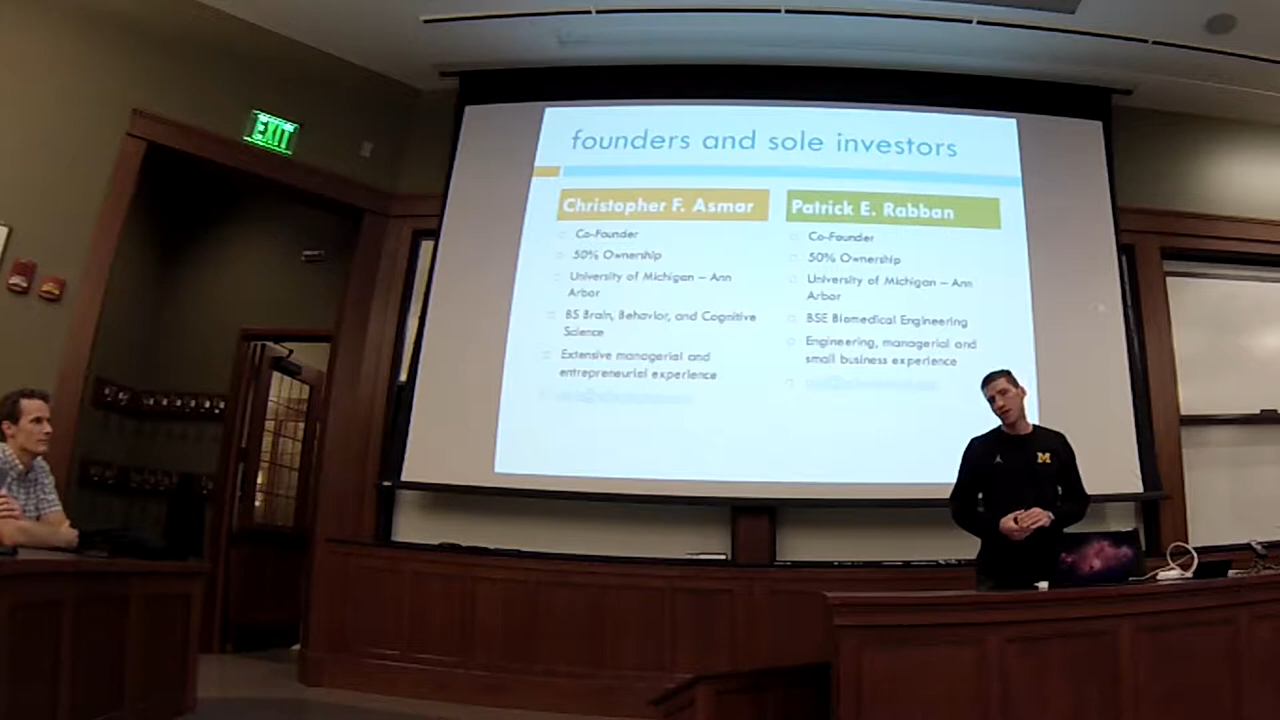 EXIT
founders and sole investors
Christopher F. Asmar
Co-Founder
50% Ownership
University of Michigan – Ann
Arbor
BS Brain, Behavior, and Cognitive
Science
Extensive managerial and
entrepreneurial experience
Patrick E. Rabban
Co-Founder
50% Ownership
University of Michigan – Ann
Arbor
BSE Biomedical Engineering
Engineering, managerial and
small business experience
M